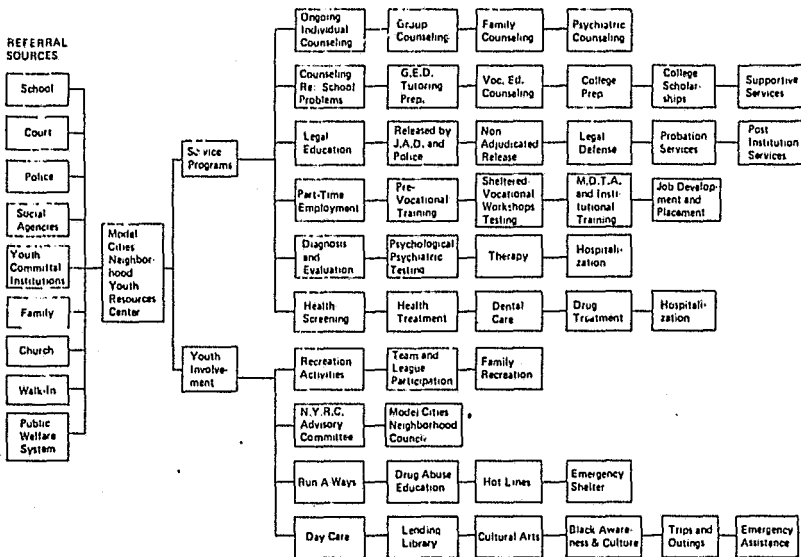 REFERRAL
SOURCES
School
Court
Police
Social
Agencies
Youth
Committal
Institutions
Family
Church
Walk-In
Public
Welfare
System
Model
Cities
Neighbor-
hood
Youth
Resources
Center
Service
Programs
Youth
Involve-
ment
Ongoing
Individual
Counseling
Group
Counseling
Family
Counseling
Psychiatric
Counseling
Counseling
Re: School
Problems
G.E.D.
Tutoring
Prep.
Voc. Ed.
Counseling
College
Prep
College
Scholar-
ships
Supportive
Services
Legal
Education
Released by
J.A.D. and
Police
Non
Adjudicated
Release
Legal
Defense
Probation
Services
Post
Institution
Services
Part-Time
Employment
Pre-
Vocational
Training
Sheltered-
Vocational
Workshops
Testing
M.D.T.A.
and Insti-
tutional
Training
Job Develop-
ment and
Placement
Diagnosis
and
Evaluation
Psychological
Psychiatric
Testing
Therapy
Hospitali-
zation
Health
Screening
Health
Treatment
Dental
Care
Drug
Treatment
Hospitali-
zation
Recreation
Activities
Team and
League
Participation
Family
Recreation
N.Y.R.C.
Advisory
Committee
Model Cities
Neighborhood
Council
Run A Ways
Drug Abuse
Education
Hot Lines
Emergency
Shelter
Day Care
Lending
Library
Cultural Arts
Black Aware-
ness & Culture
Trips and
Outings
Emergency
Assistance